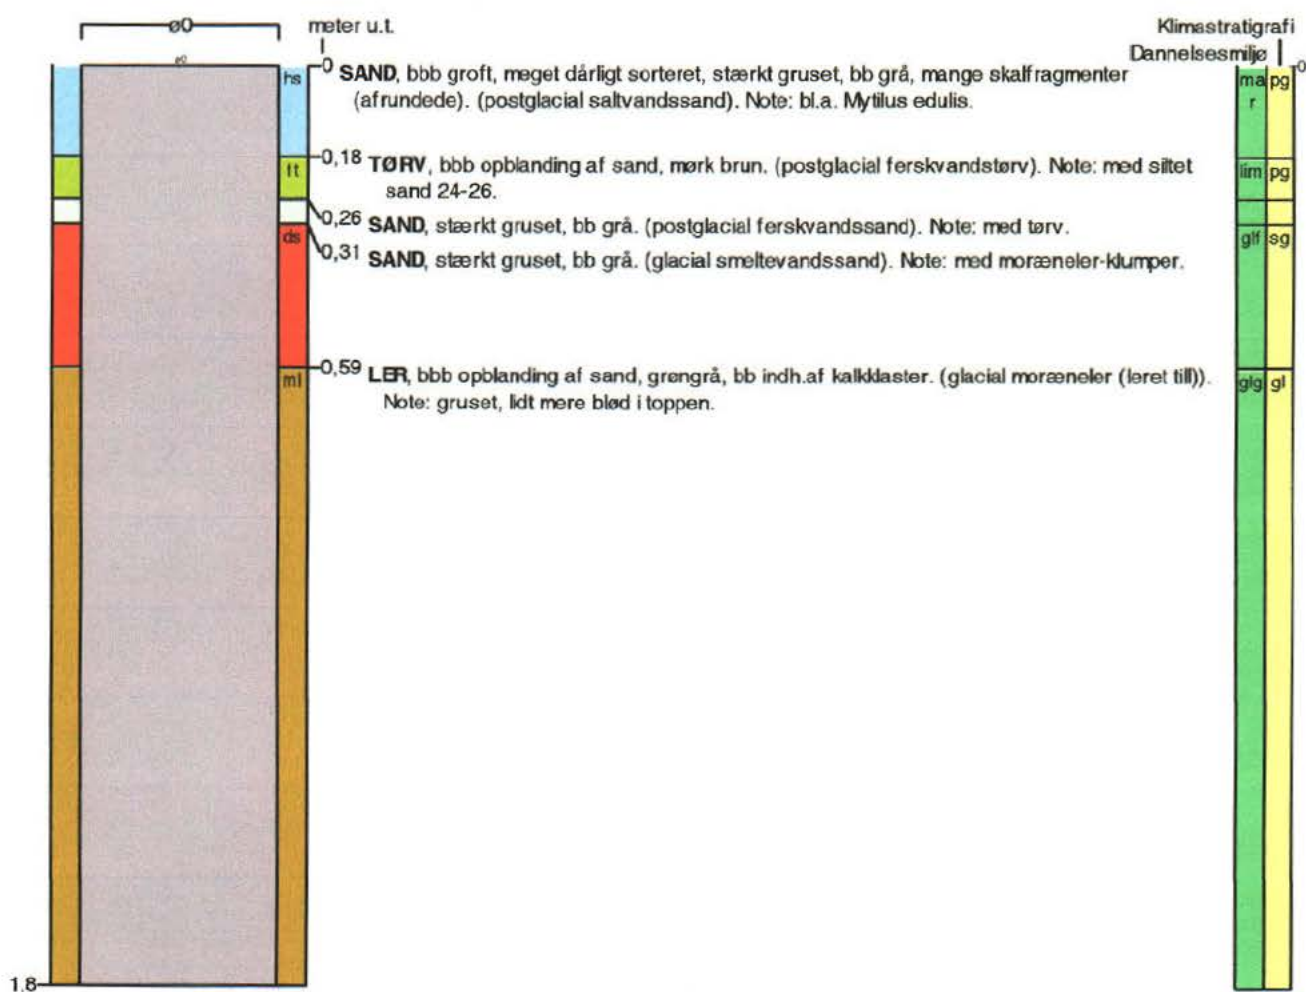 ø0
meter u.t.
Klimastratigrafi
Dannelsesmiljø
ø0
0
0
hs
SAND, bbb groft, meget dårligt sorteret, stærkt gruset, bb grå, mange skalfragmenter
(afrundede). (postglacial saltvandssand). Note: bl.a. Mytilus edulis.
ma
r
pg
0,18
ft
TØRV, bbb opblanding af sand, mørk brun. (postglacial ferskvandstørv). Note: med siltet
sand 24-26.
lim
pg
0,26
SAND, stærkt gruset, bb grå. (postglacial ferskvandssand). Note: med tørv.
ds
0,31
SAND, stærkt gruset, bb grå. (glacial smeltevandssand). Note: med moræneler-klumper.
glf
sg
0,59
ml
LER, bbb opblanding af sand, grøngrå, bb indh.af kalkklaster. (glacial moræneler (leret till)).
Note: gruset, lidt mere blød i toppen.
glg
gl
1.8